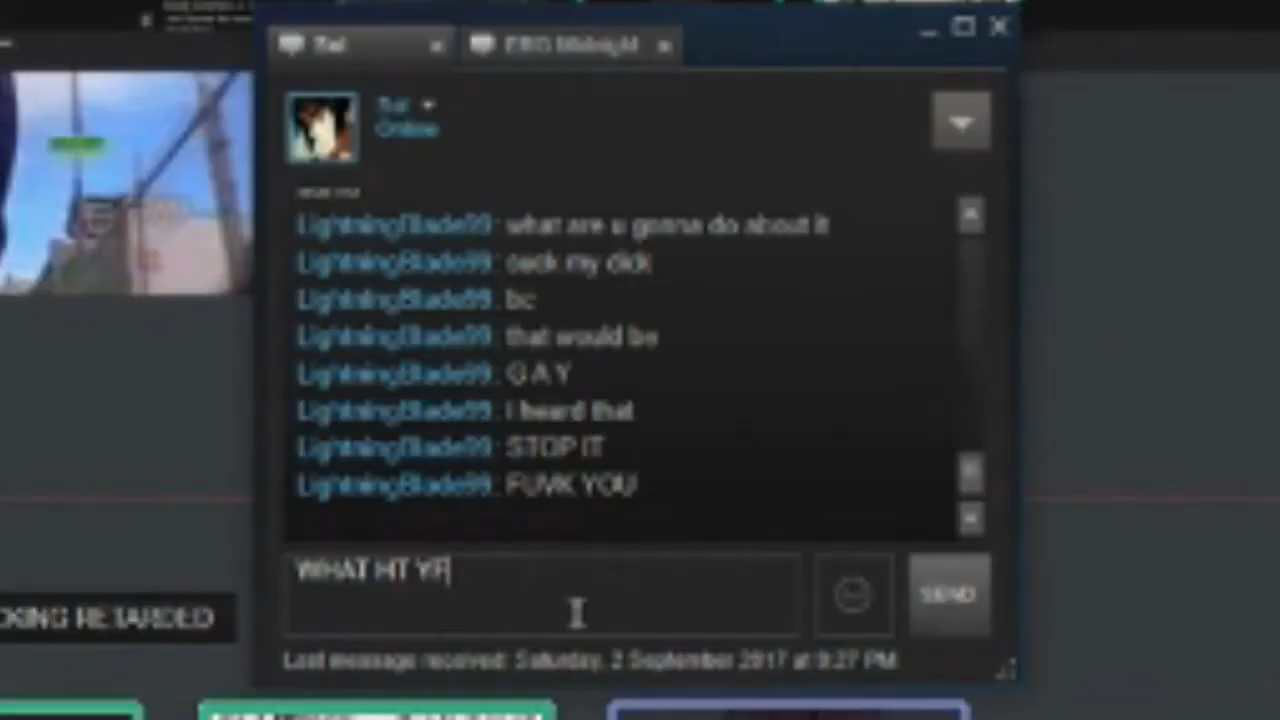 Online
LightningBlade99: what are u gonna do about it
LightningBlade99: suck my dick
LightningBlade99: bc
LightningBlade99: that would be
LightningBlade99: G A Y
LightningBlade99: I heard that
LightningBlade99: STOP IT
LightningBlade99: FUVK YOU
WHAT HT YF
SEND
CKING RETARDED
Last message received: Saturday, 2 September 2017 at 9:27 PM